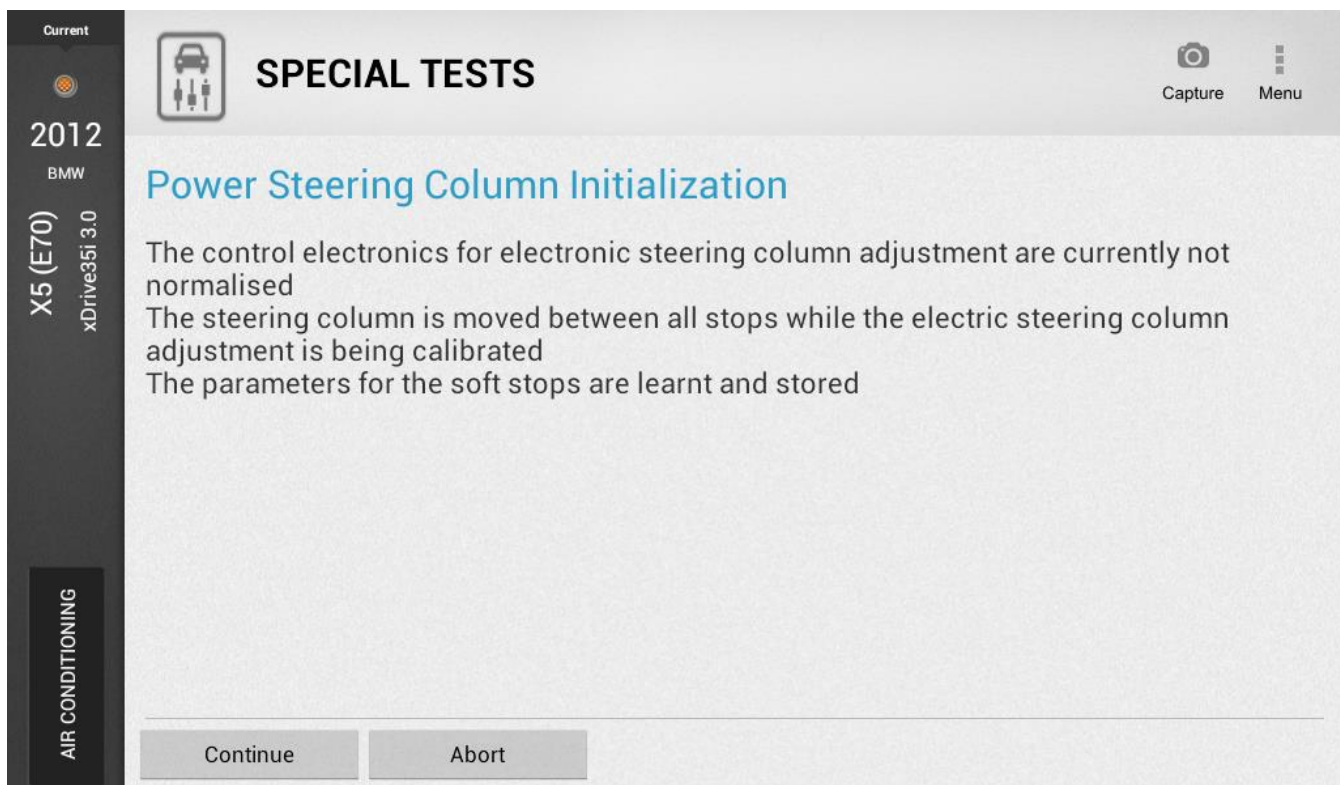 Current
2012
BMW
X5 (E70)
xDrive35i 3.0
AIR CONDITIONING
SPECIAL TESTS
Capture
Menu
Power Steering Column Initialization
The control electronics for electronic steering column adjustment are currently not
normalised
The steering column is moved between all stops while the electric steering column
adjustment is being calibrated
The parameters for the soft stops are learnt and stored
Continue
Abort